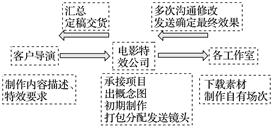 汇总
定稿交货
多次沟通修改
发送确定最终效果
客户导演
电影特
效公司
各工作室
制作内容描述、
特效要求
承接项目
出概念图
初期制作
打包分配发送镜头
下载素材
制作自有场次